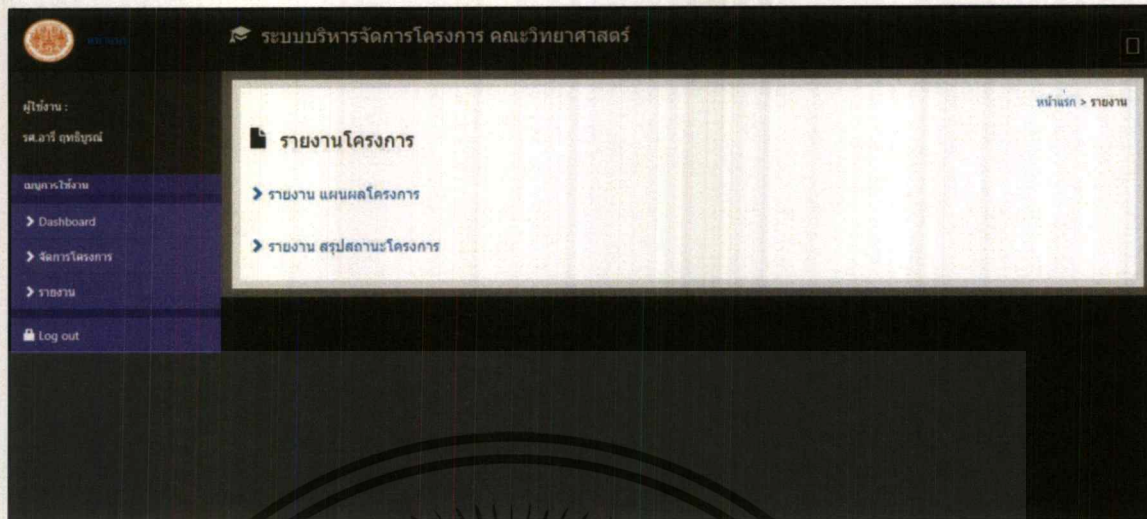 ระบบบริหารจัดการโครงการ คณะวิทยาศาสตร์
ผู้ใช้งาน :
รศ.อารี ฤทธิบูรณ์
เมนูการใช้งาน
Dashboard
จัดการโครงการ
รายงาน
Log out
หน้าแรก > รายงาน
รายงานโครงการ
รายงาน แผนผลโครงการ
รายงาน สรุปสถานะโครงการ